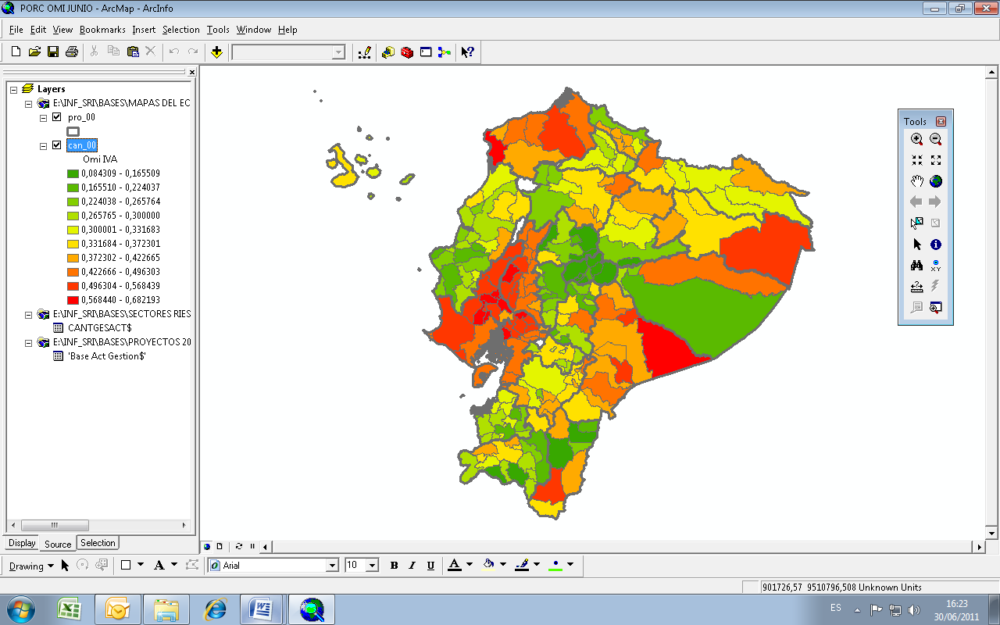 PORC OMI JUNIO - ArcMap - ArcInfo
File Edit View Bookmarks Insert Selection Tools Window Help
Layers
E:\INF_SRI\BASES\MAPAS DEL EC
pro_00
can_00
Omi IVA
0,084309 - 0,165509
0,165510 - 0,224037
0,224038 - 0,265764
0,265765 - 0,300000
0,300001 - 0,331683
0,331684 - 0,372301
0,372302 - 0,422665
0,422666 - 0,496303
0,496304 - 0,568439
0,568440 - 0,682193
E:\INF_SRI\BASES\SECTORES RIES
CANTGESACT$
E:\INF_SRI\BASES\PROYECTOS 20
'Base Act Gestion$'
Tools
Display Source Selection
Drawing A Arial 10 B I U A
901726,57 9510796,508 Unknown Units
ES 16:23
30/06/2011